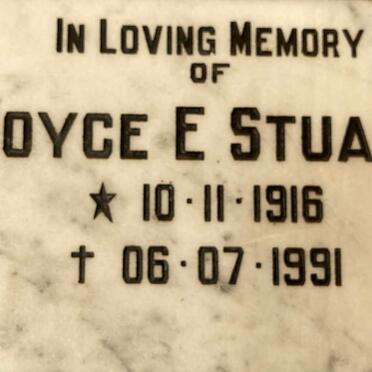 IN LOVING MEMORY
OF
OYCE E STUA
★ 10·11·1916
✝ 06·07·1991